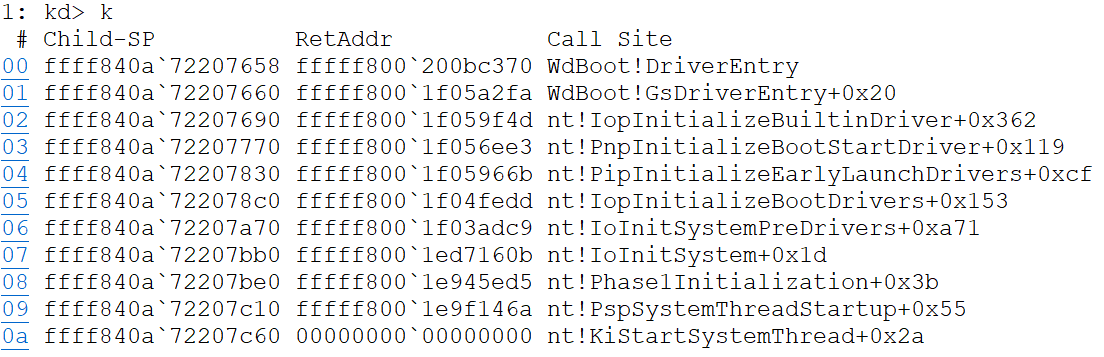 1: kd> k
 # Child-SP          RetAddr           Call Site
00 ffff840a`72207658 fffff800`200bc370 WdBoot!DriverEntry
01 ffff840a`72207660 fffff800`1f05a2fa WdBoot!GsDriverEntry+0x20
02 ffff840a`72207690 fffff800`1f059f4d nt!IopInitializeBuiltinDriver+0x362
03 ffff840a`72207770 fffff800`1f056ee3 nt!PnpInitializeBootStartDriver+0x119
04 ffff840a`72207830 fffff800`1f05966b nt!PipInitializeEarlyLaunchDrivers+0xcf
05 ffff840a`722078c0 fffff800`1f04fedd nt!IopInitializeBootDrivers+0x153
06 ffff840a`72207a70 fffff800`1f03adc9 nt!IoInitSystemPreDrivers+0xa71
07 ffff840a`72207bb0 fffff800`1ed7160b nt!IoInitSystem+0x1d
08 ffff840a`72207be0 fffff800`1e945ed5 nt!Phase1Initialization+0x3b
09 ffff840a`72207c10 fffff800`1e9f146a nt!PspSystemThreadStartup+0x55
0a ffff840a`72207c60 00000000`00000000 nt!KiStartSystemThread+0x2a